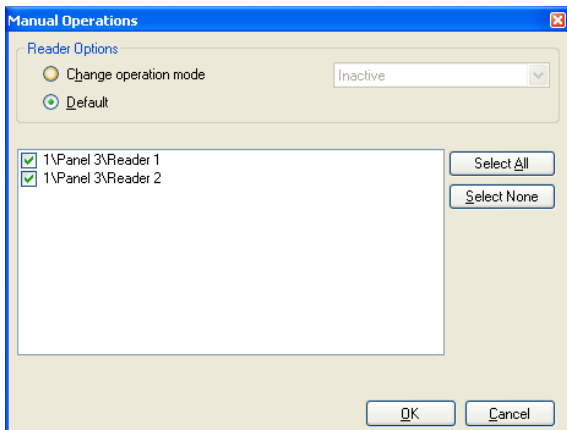 Manual Operations
Reader Options
Change operation mode
Inactive
Default
1\Panel 3\Reader 1
1\Panel 3\Reader 2
Select All
Select None
OK
Cancel